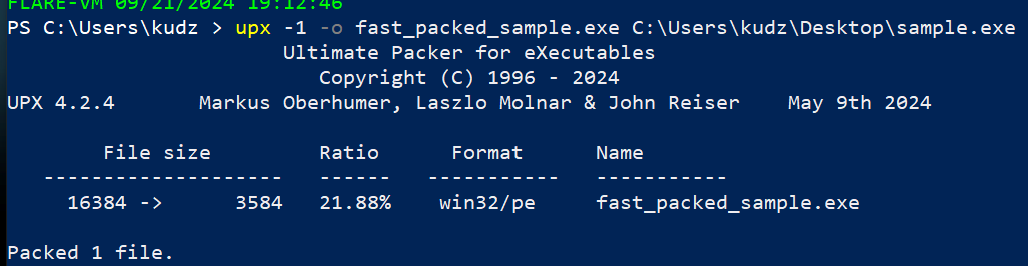 FLARE-VM 09/21/2024 19:12:46
PS C:\Users\kudz > upx -1 -o fast_packed_sample.exe C:\Users\kudz\Desktop\sample.exe
Ultimate Packer for eXecutables
Copyright (C) 1996 - 2024
UPX 4.2.4 Markus Oberhumer, Laszlo Molnar & John Reiser May 9th 2024
File size Ratio Format Name
-------------------- ------ ----------- -----------
16384 -> 3584 21.88% win32/pe fast_packed_sample.exe
Packed 1 file.